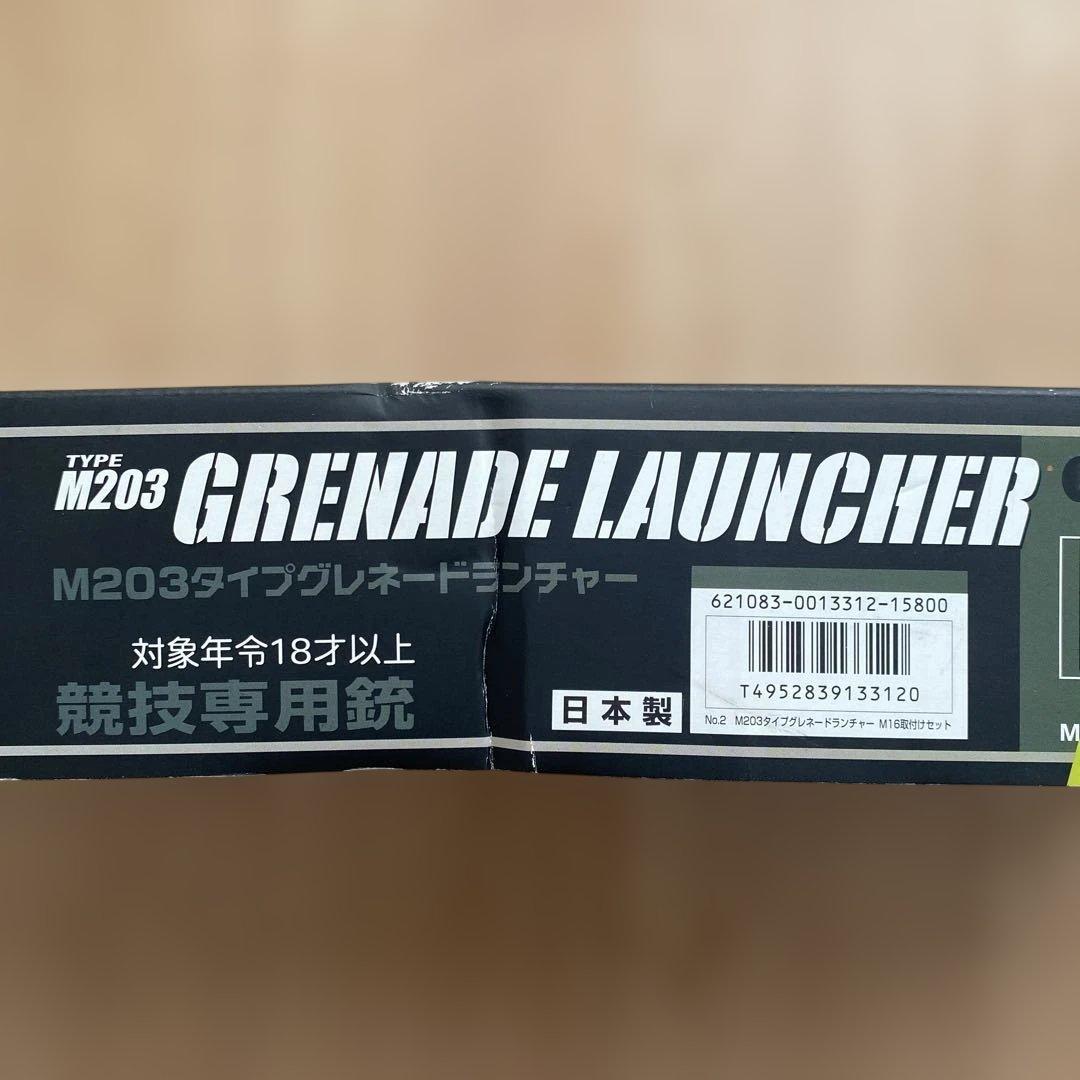 TYPE
M203 GRENADE LAUNCHER
M203タイプグレネードランチャー
対象年令18才以上
競技専用銃
日本製
621083-0013312-15800
T4952839133120
No.2 M203タイプグレネードランチャー M16取付けセット
M